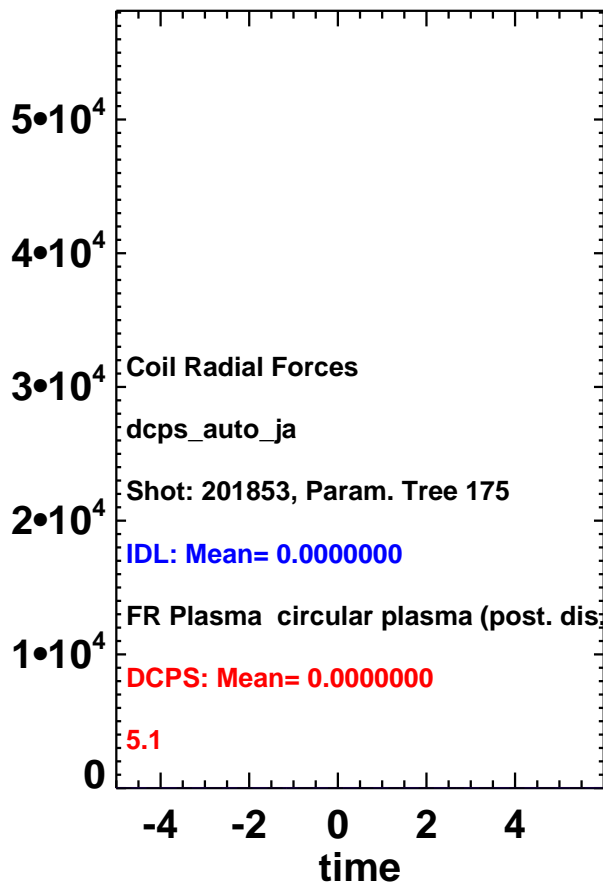 5•10⁴
4•10⁴
3•10⁴
2•10⁴
1•10⁴
0
Coil Radial Forces
dcps_auto_ja
Shot: 201853, Param. Tree 175
IDL: Mean= 0.0000000
FR Plasma  circular plasma (post. dis
DCPS: Mean= 0.0000000
5.1
-4 -2 0 2 4
time